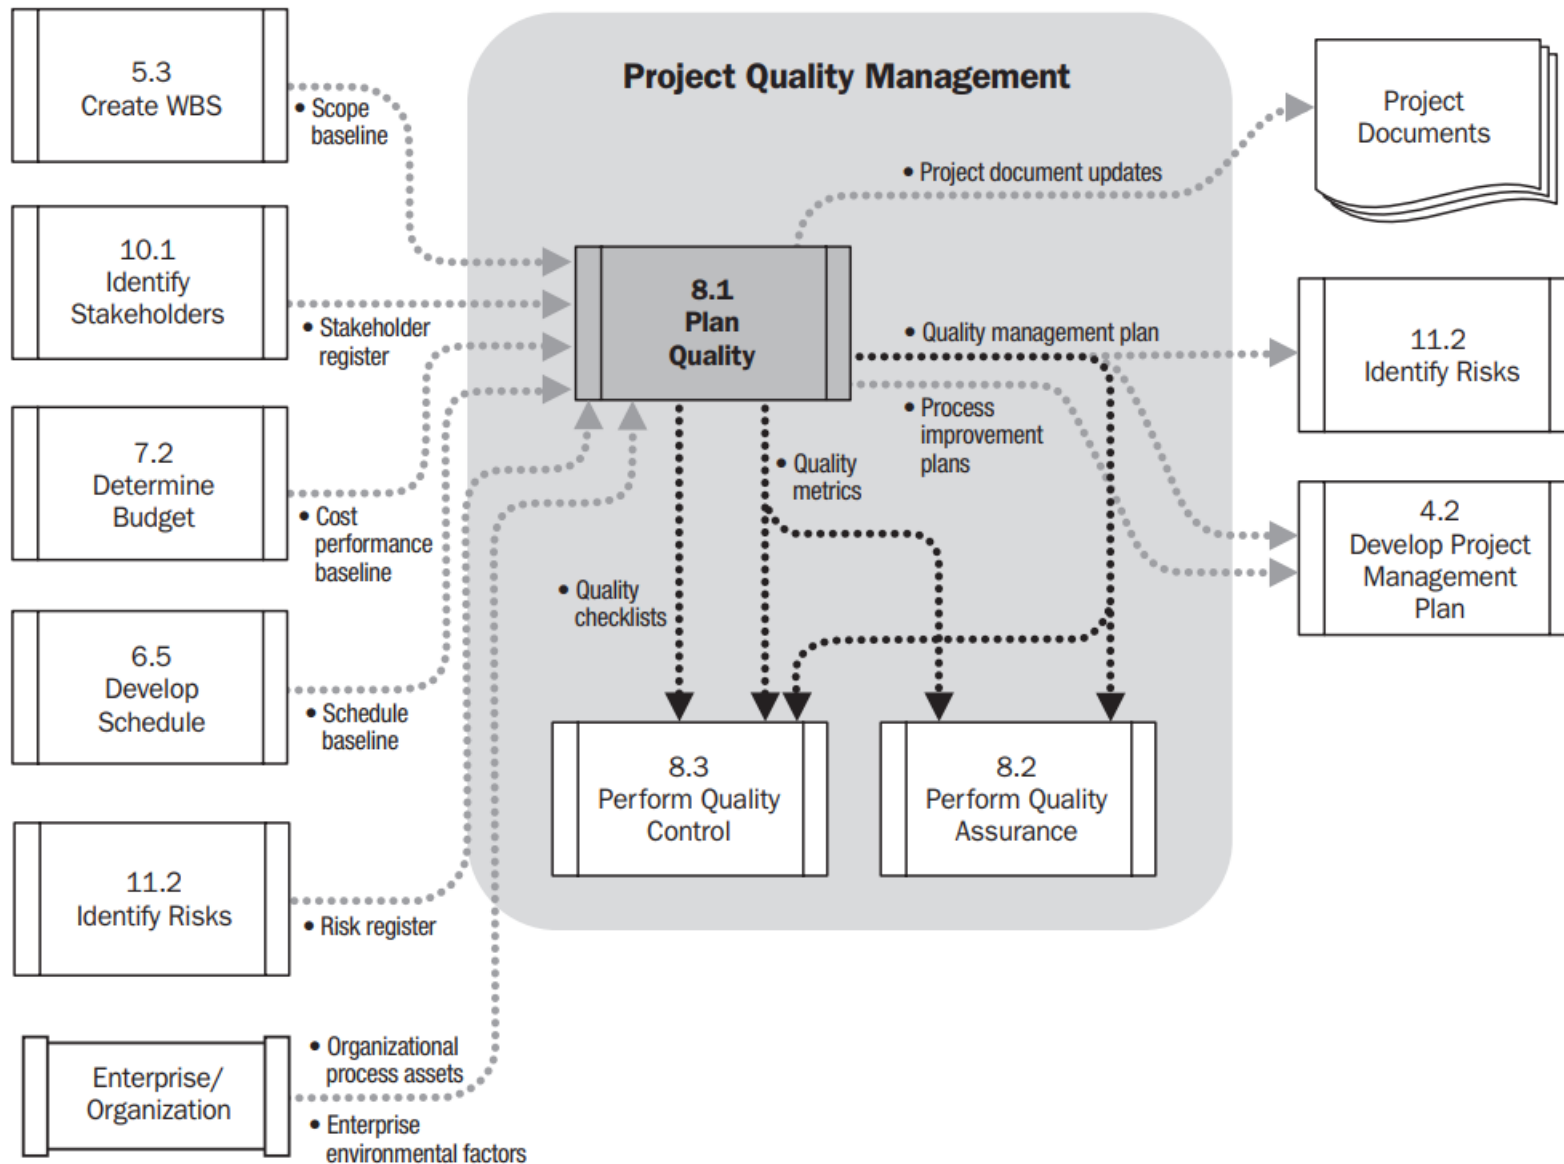 Project Quality Management
5.3
Create WBS
• Scope
baseline
10.1
Identify
Stakeholders
• Stakeholder
register
7.2
Determine
Budget
• Cost
performance
baseline
6.5
Develop
Schedule
• Schedule
baseline
11.2
Identify Risks
• Risk register
Enterprise/
Organization
• Organizational
process assets
• Enterprise
environmental factors
8.1
Plan
Quality
• Project document updates
• Quality management plan
• Process
improvement
plans
• Quality
metrics
• Quality
checklists
8.3
Perform Quality
Control
8.2
Perform Quality
Assurance
Project
Documents
11.2
Identify Risks
4.2
Develop Project
Management
Plan